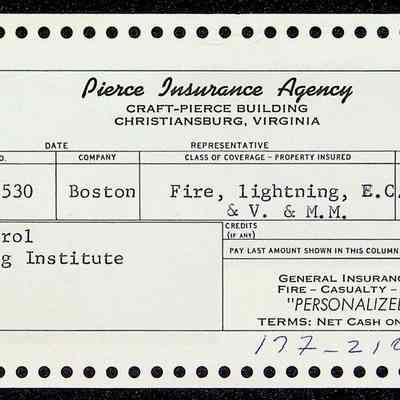 Pierce Insurance Agency
CRAFT-PIERCE BUILDING
CHRISTIANSBURG, VIRGINIA
DATE REPRESENTATIVE
O. COMPANY CLASS OF COVERAGE - PROPERTY INSURED
530 Boston Fire, lightning, E.C.
& V. & M.M.
CREDITS
(IF ANY)
rol
g Institute
PAY LAST AMOUNT SHOWN IN THIS COLUMN
GENERAL INSURAN
FIRE - CASUALTY -
"PERSONALIZE
TERMS: NET CASH ON
177-21